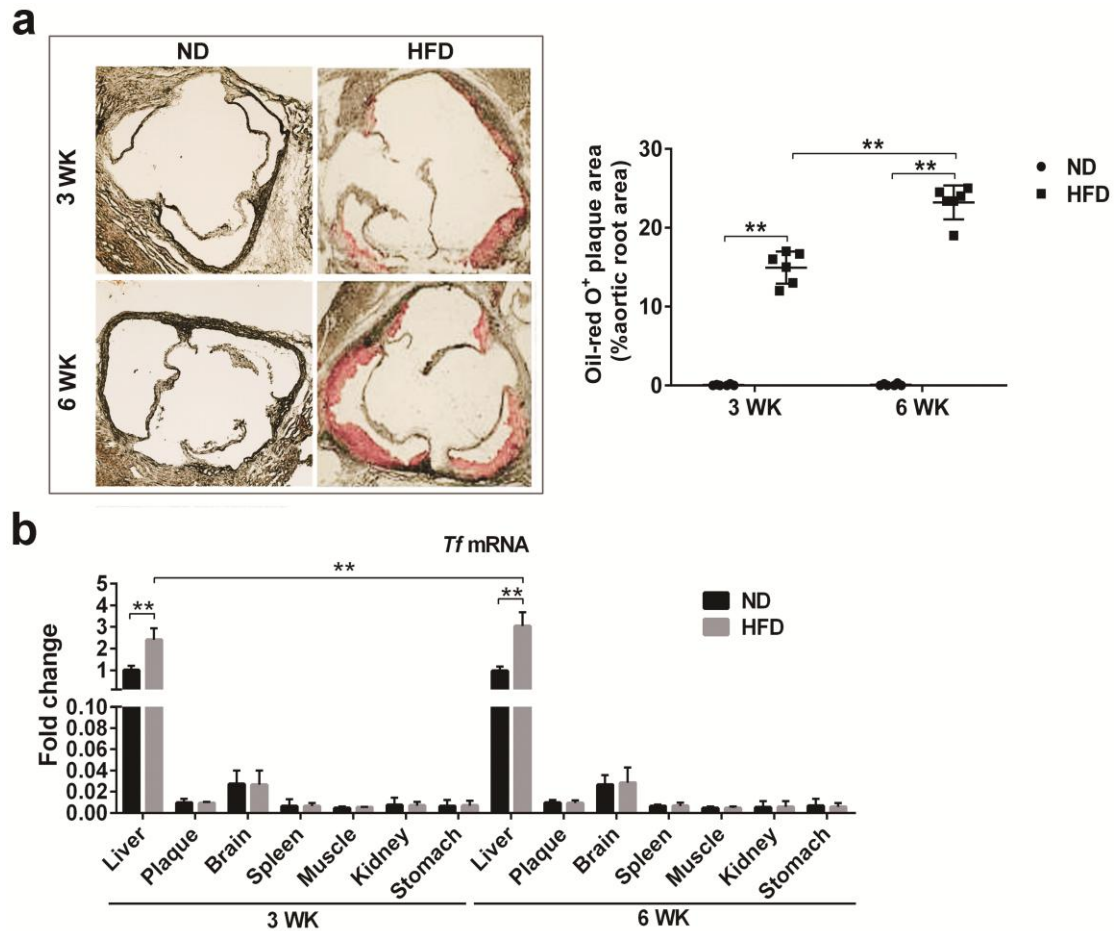 a
ND HFD
3 WK
6 WK
Oil-red O⁺ plaque area
(%aortic root area)
30
20
10
0
**
**
**
3 WK 6 WK
ND
HFD
b
Tf mRNA
Fold change
5
4
3
2
1
0.10
0.08
0.06
0.04
0.02
0.00
**
**
**
ND
HFD
Liver Plaque Brain Spleen Muscle Kidney Stomach Liver Plaque Brain Spleen Muscle Kidney Stomach
3 WK 6 WK